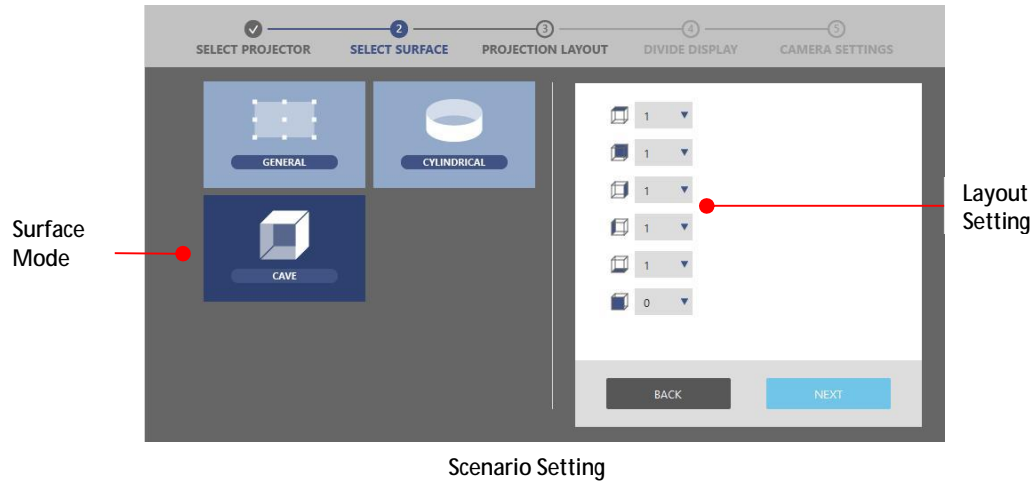 2 3 4 5
SELECT PROJECTOR SELECT SURFACE PROJECTION LAYOUT DIVIDE DISPLAY CAMERA SETTINGS
GENERAL CYLINDRICAL
CAVE
1
1
1
1
1
0
BACK NEXT
Surface
Mode
Layout
Setting
Scenario Setting